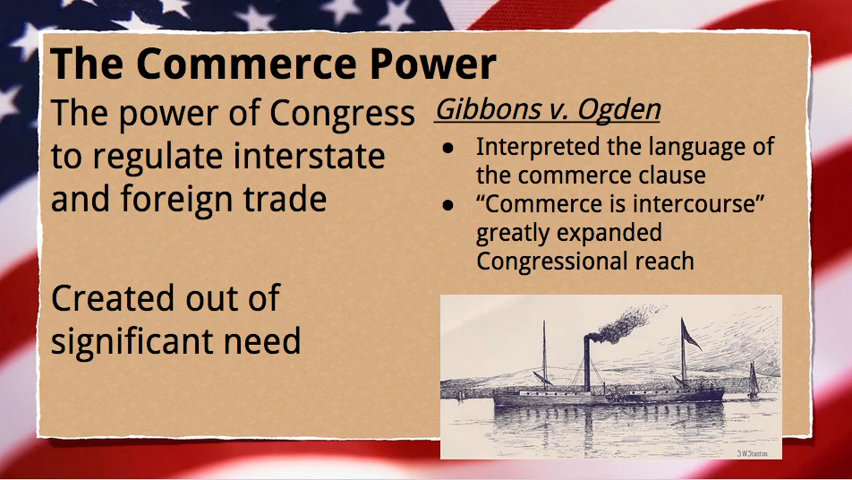 The Commerce Power
The power of Congress
to regulate interstate
and foreign trade
Created out of
significant need
Gibbons v. Ogden
● Interpreted the language of
the commerce clause
● “Commerce is intercourse”
greatly expanded
Congressional reach